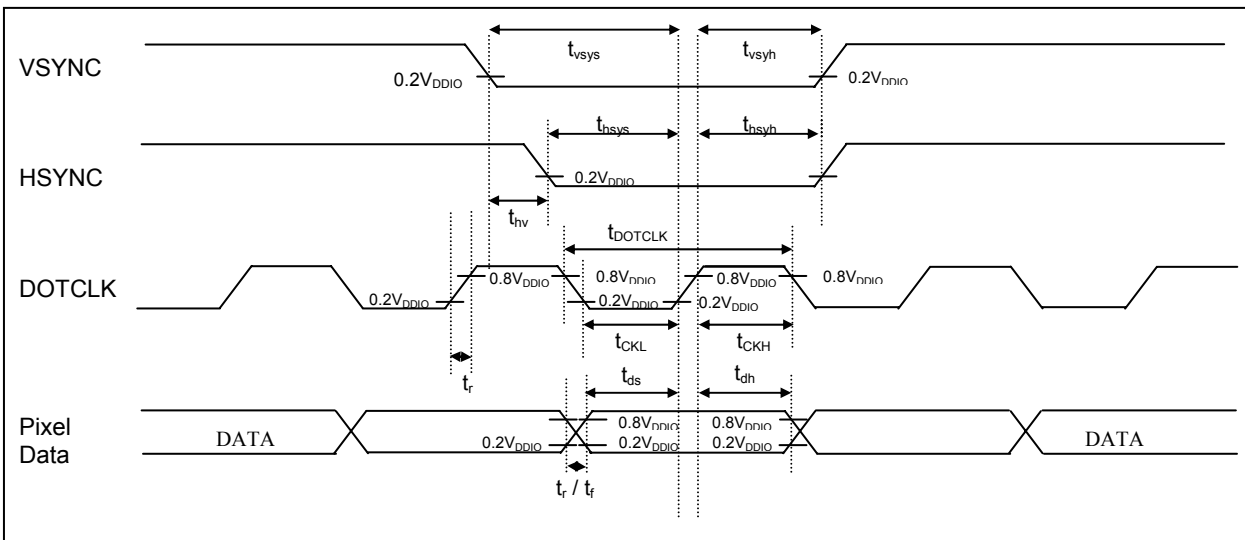 t_vsys t_vsyh
VSYNC
0.2V_DDIO 0.2V_DDIO
t_hsys t_hsyh
HSYNC
0.2V_DDIO
t_hv
t_DOTCLK
DOTCLK
0.8V_DDIO 0.8V_DDIO 0.8V_DDIO 0.8V_DDIO
0.2V_DDIO 0.2V_DDIO 0.2V_DDIO
t_CKL t_CKH
t_r
t_ds t_dh
Pixel
Data
DATA
0.8V_DDIO 0.8V_DDIO
0.2V_DDIO 0.2V_DDIO 0.2V_DDIO
DATA
t_r / t_f